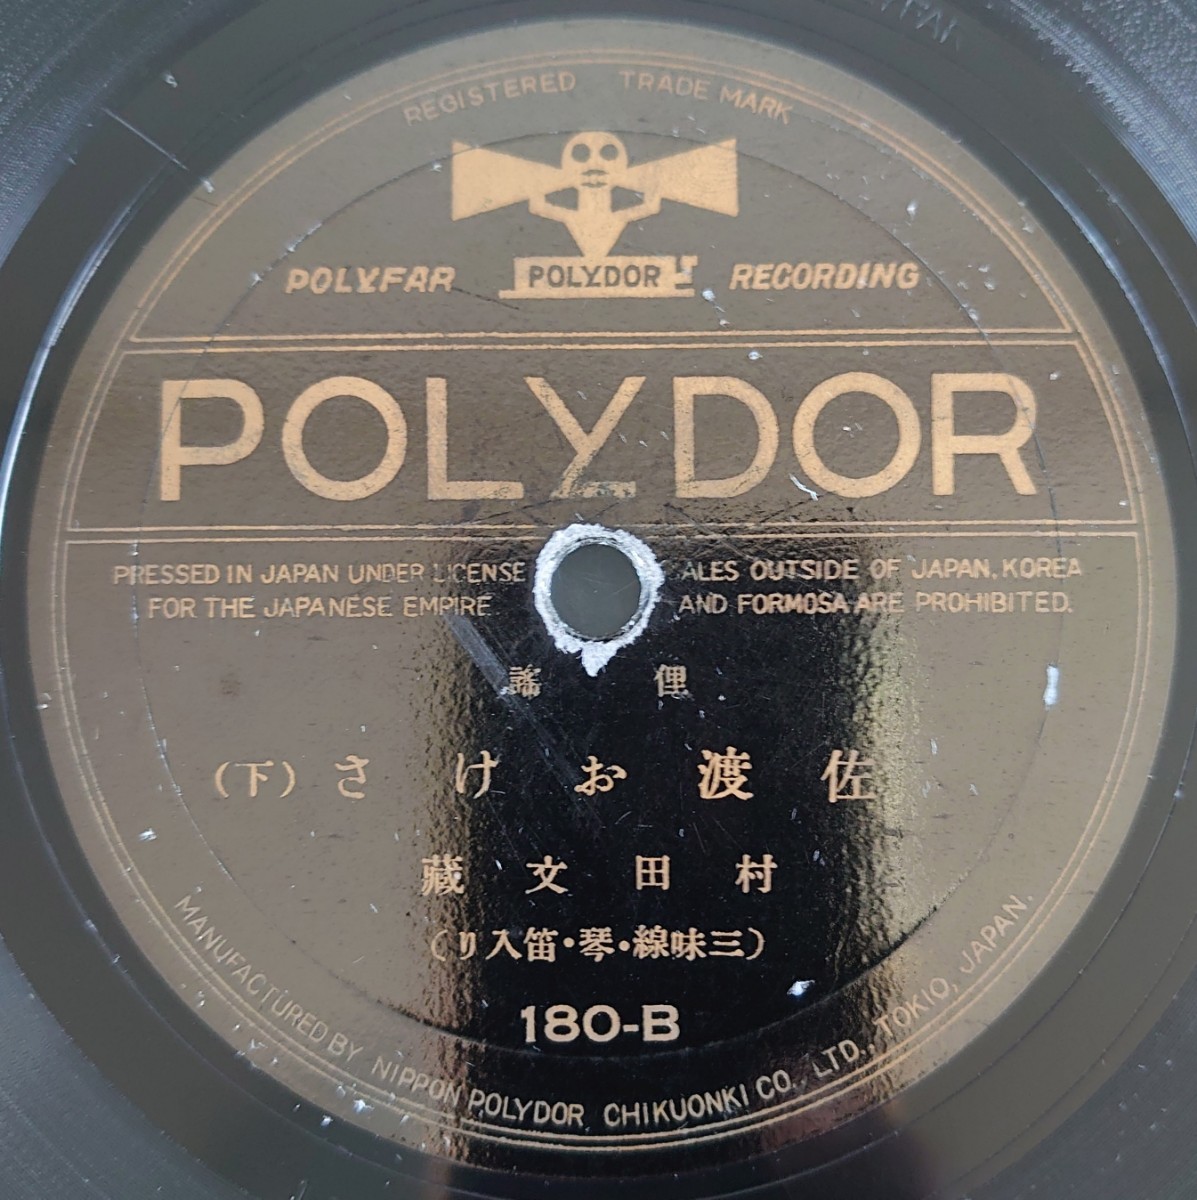 REGISTERED TRADE MARK
POLYFAR POLYDOR RECORDING
POLYDOR
PRESSED IN JAPAN UNDER LICENSE ALES OUTSIDE OF JAPAN, KOREA
FOR THE JAPANESE EMPIRE AND FORMOSA ARE PROHIBITED.
俚謠
佐渡おけさ(下)
村田文藏
(三味線・琴・笛入り)
180-B
MANUFACTURED BY NIPPON POLYDOR CHIKUONKI CO., LTD., TOKIO, JAPAN.